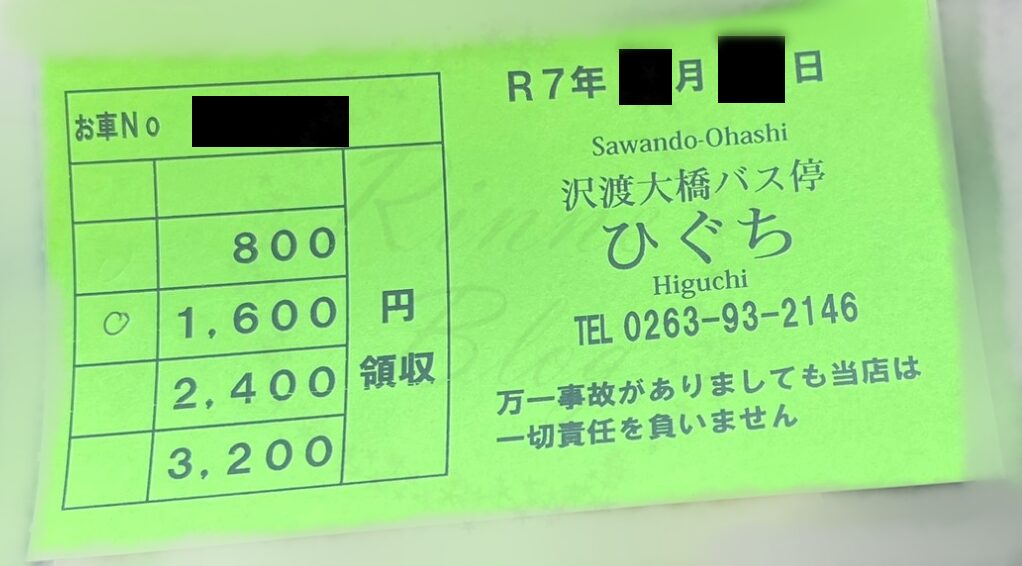 お車No
800
1,600
2,400
3,200
円
領収
R7年 月 日
Sawando-Ohashi
沢渡大橋バス停
ひぐち
Higuchi
TEL 0263-93-2146
万一事故がありましても当店は
一切責任を負いません
Kinn
Blog